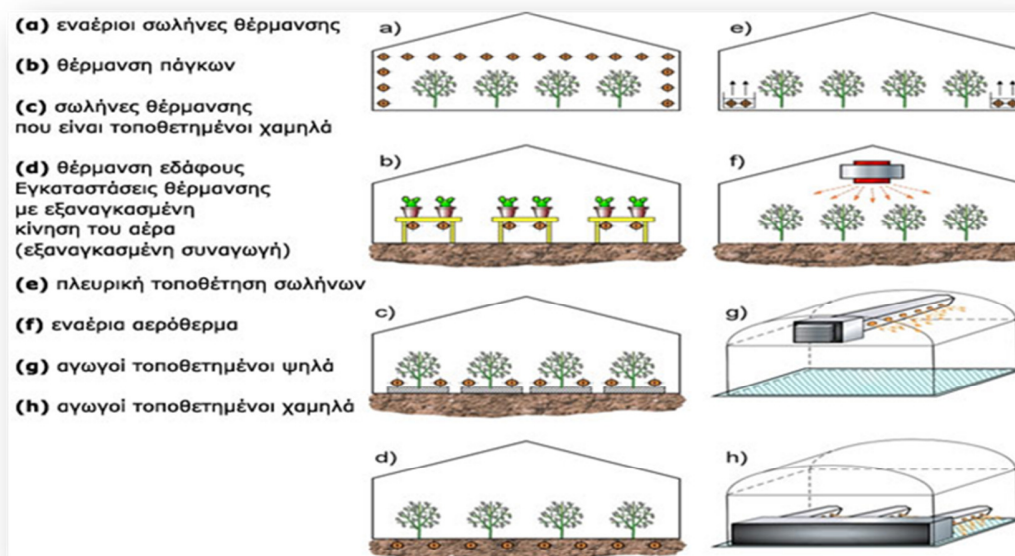 (a) εναέριοι σωλήνες θέρμανσης
(b) θέρμανση πάγκων
(c) σωλήνες θέρμανσης
που είναι τοποθετημένοι χαμηλά
(d) θέρμανση εδάφους
Εγκαταστάσεις θέρμανσης
με εξαναγκασμένη
κίνηση του αέρα
(εξαναγκασμένη συναγωγή)
(e) πλευρική τοποθέτηση σωλήνων
(f) εναέρια αερόθερμα
(g) αγωγοί τοποθετημένοι ψηλά
(h) αγωγοί τοποθετημένοι χαμηλά
a)
b)
c)
d)
e)
f)
g)
h)